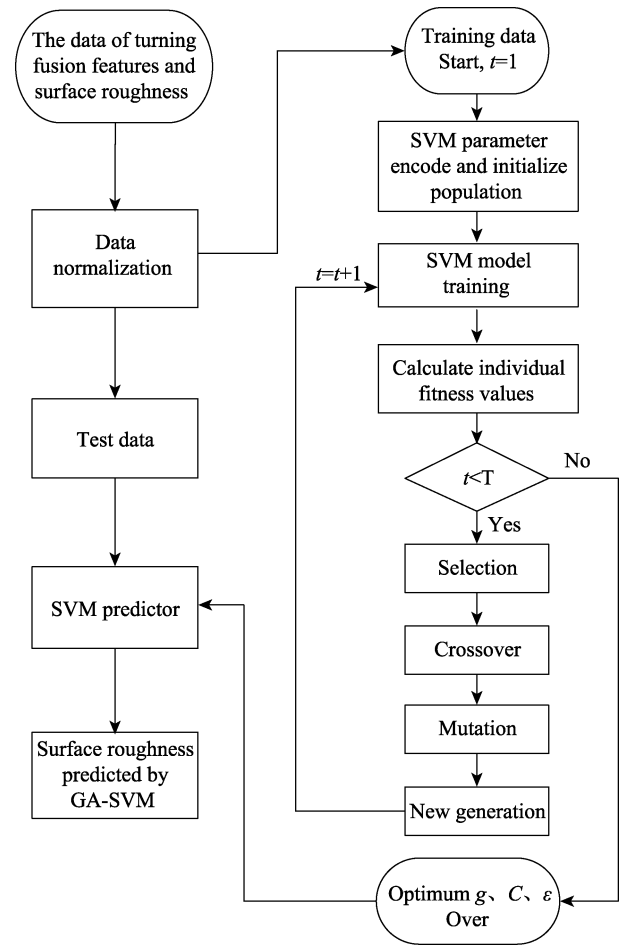 The data of turning
fusion features and
surface roughness
Data
normalization
Test data
SVM predictor
Surface roughness
predicted by
GA-SVM
Training data
Start, t=1
SVM parameter
encode and initialize
population
t=t+1
SVM model
training
Calculate individual
fitness values
t<T
No
Yes
Selection
Crossover
Mutation
New generation
Optimum g、C、ε
Over